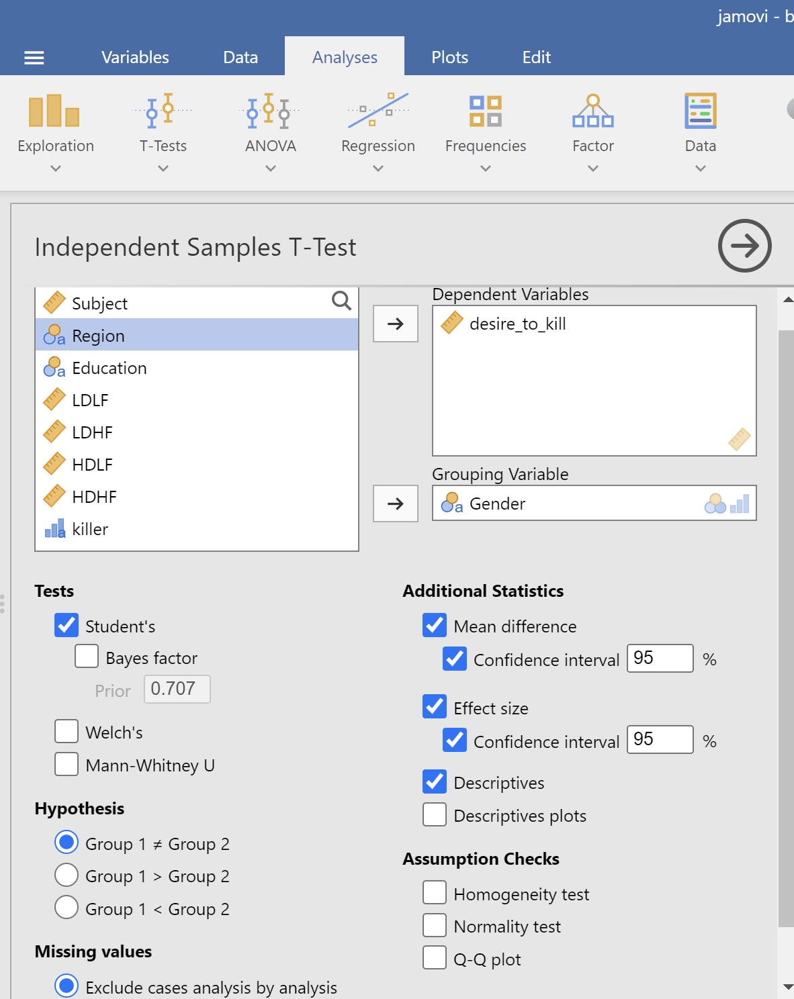 jamovi - b
Variables Data Analyses Plots Edit
Exploration T-Tests ANOVA Regression Frequencies Factor Data
Independent Samples T-Test
Subject
Region
Education
LDLF
LDHF
HDLF
HDHF
killer
Dependent Variables
desire_to_kill
Grouping Variable
Gender
Tests
Student's
Bayes factor
Prior 0.707
Welch's
Mann-Whitney U
Hypothesis
Group 1 ≠ Group 2
Group 1 > Group 2
Group 1 < Group 2
Missing values
Exclude cases analysis by analysis
Additional Statistics
Mean difference
Confidence interval 95 %
Effect size
Confidence interval 95 %
Descriptives
Descriptives plots
Assumption Checks
Homogeneity test
Normality test
Q-Q plot